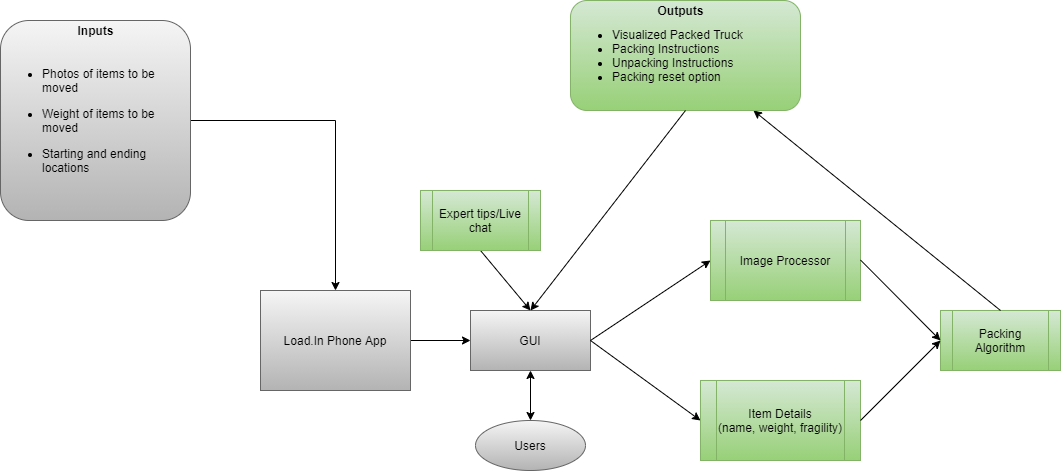 Inputs
• Photos of items to be
moved
• Weight of items to be
moved
• Starting and ending
locations
Outputs
• Visualized Packed Truck
• Packing Instructions
• Unpacking Instructions
• Packing reset option
Expert tips/Live
chat
Image Processor
Load.In Phone App
GUI
Packing
Algorithm
Item Details
(name, weight, fragility)
Users